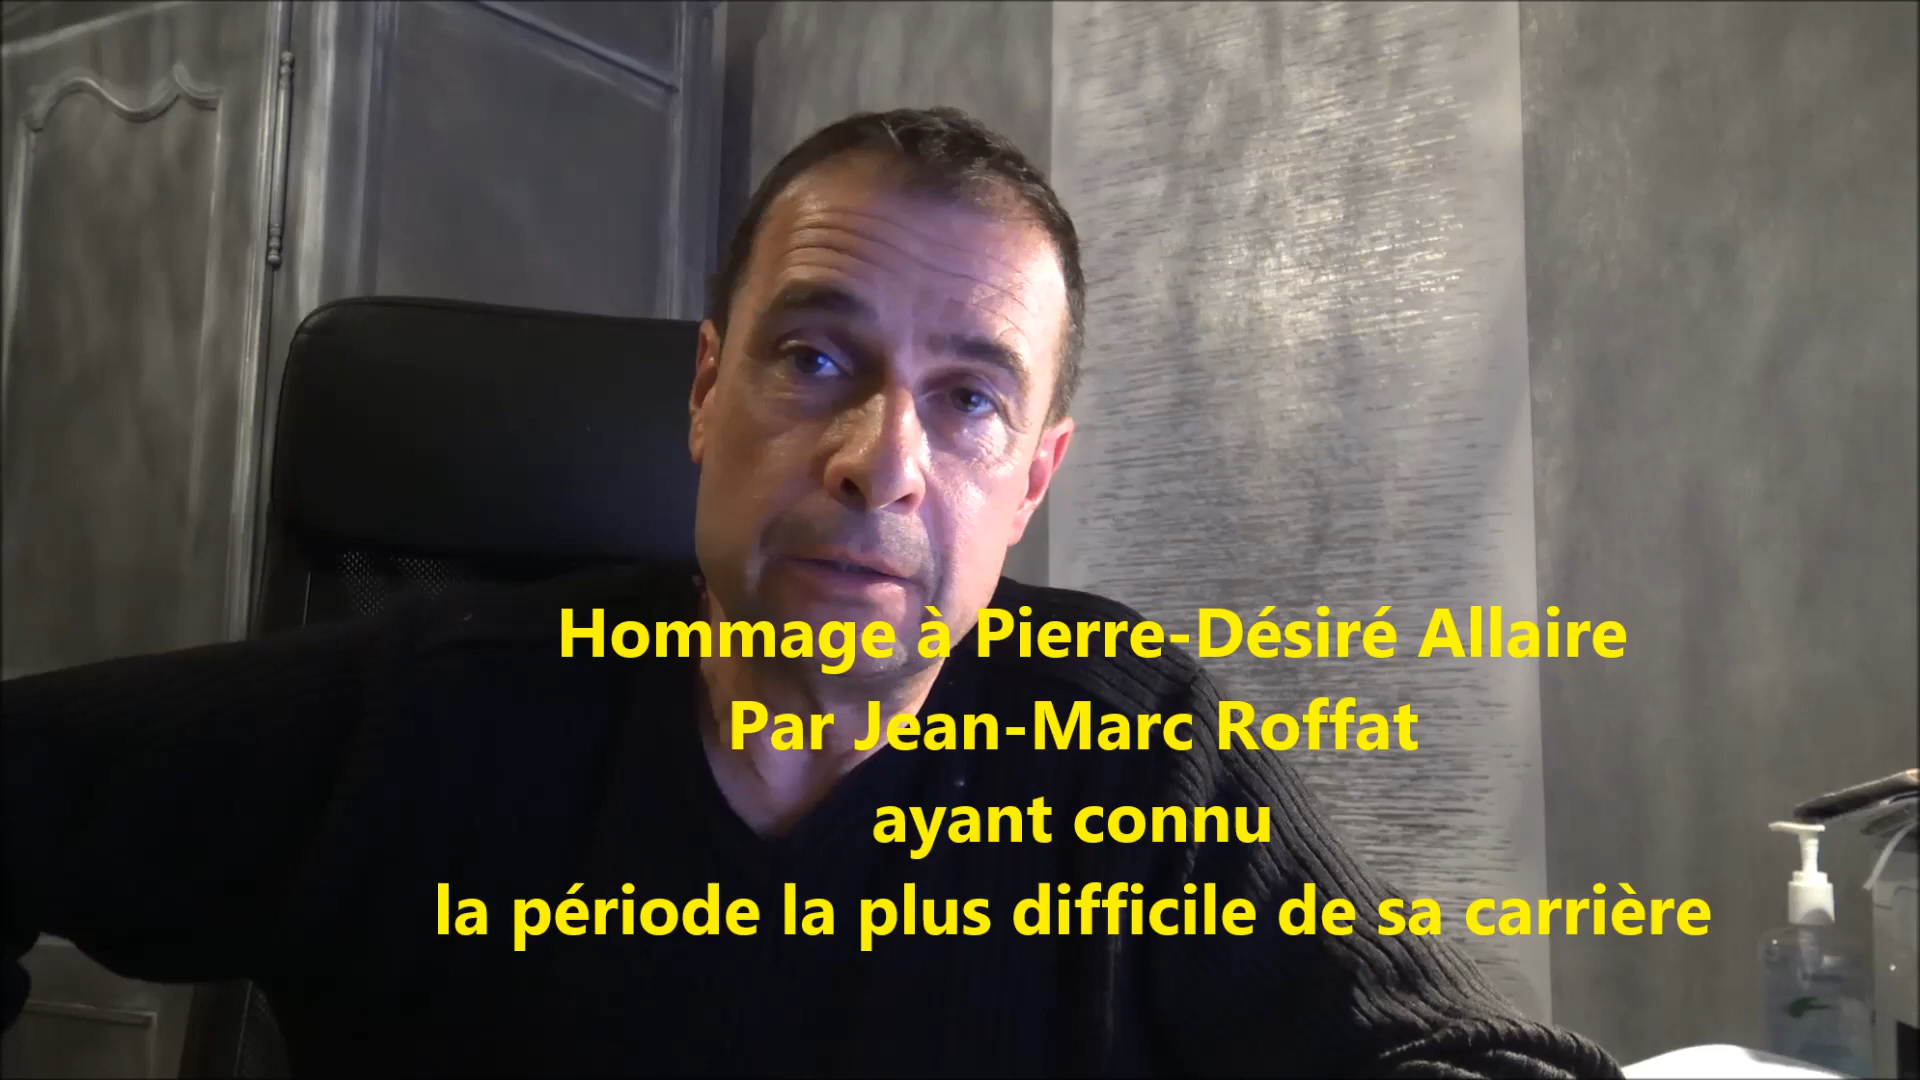 Hommage à Pierre-Désiré Allaire
Par Jean-Marc Roffat
ayant connu
la période la plus difficile de sa carrière